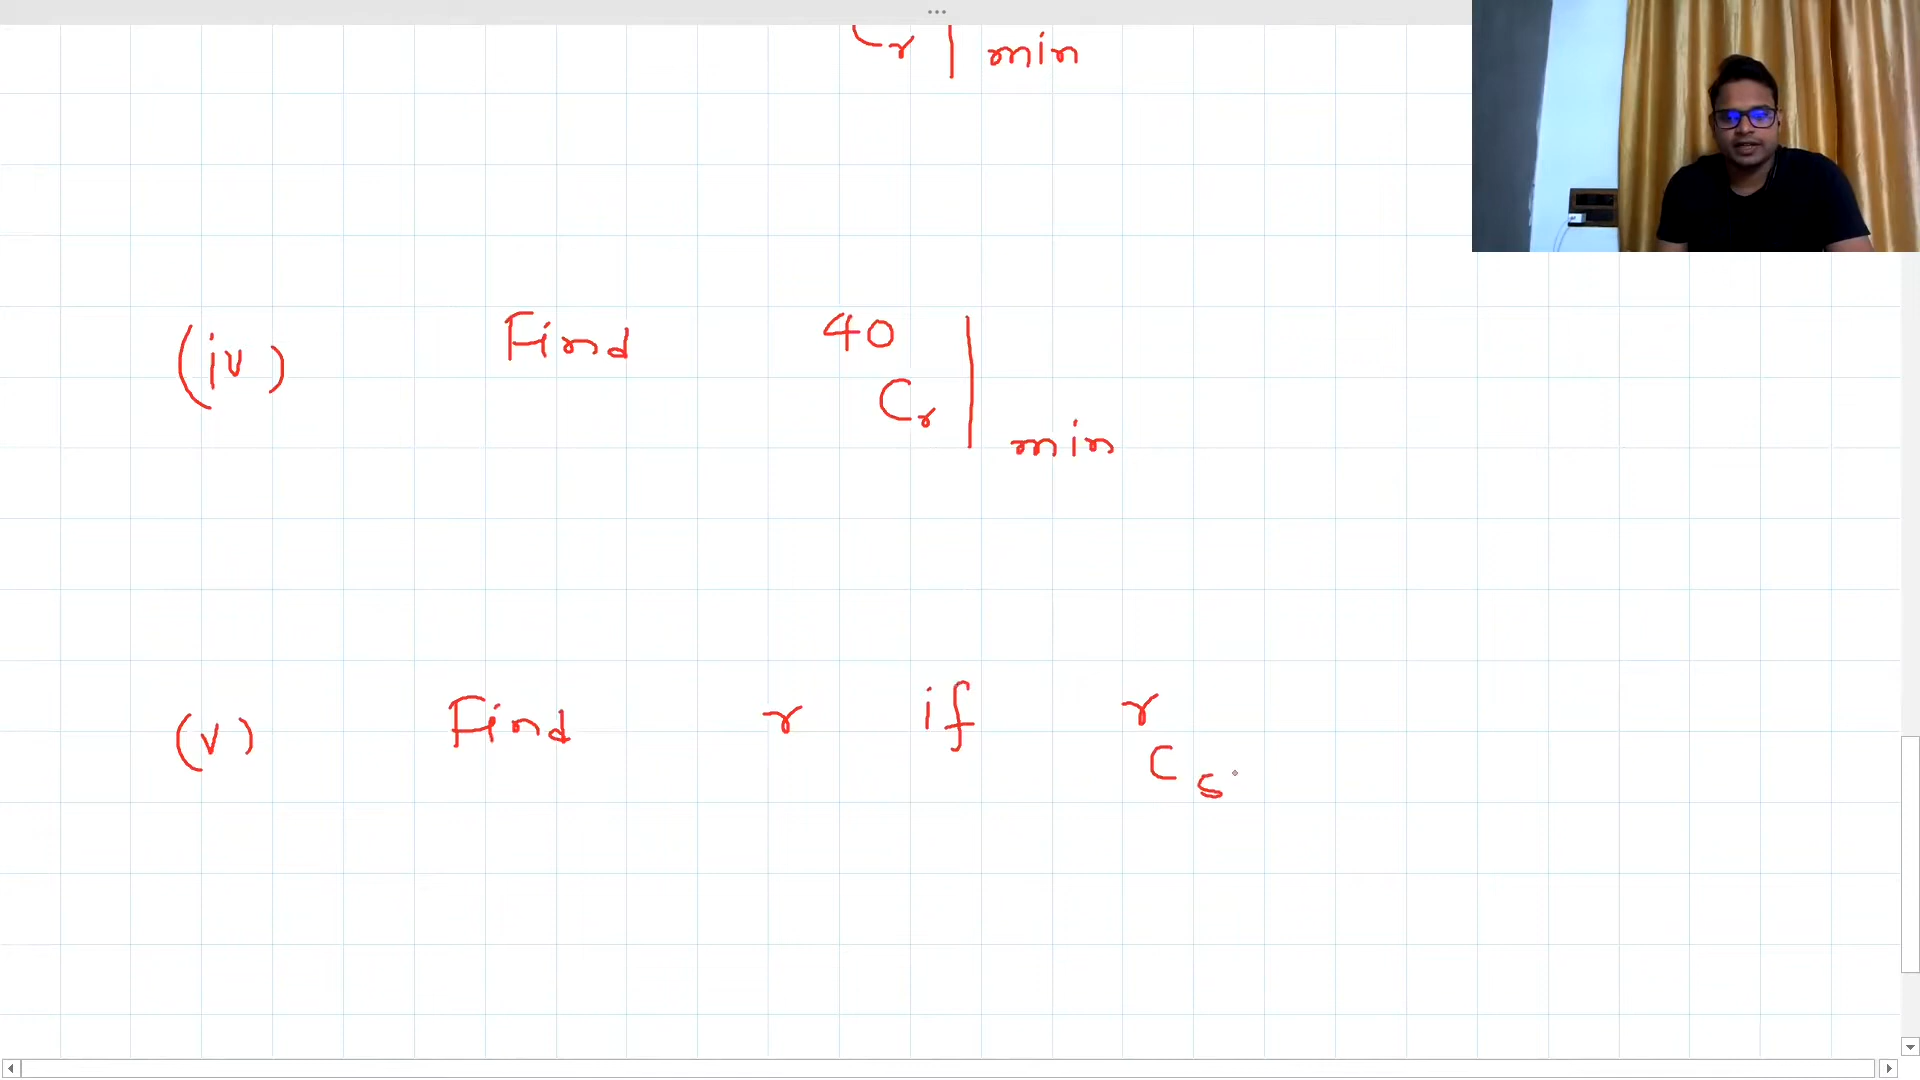 Cr | min
(iv) Find 40Cr | min
(v) Find r if rC5